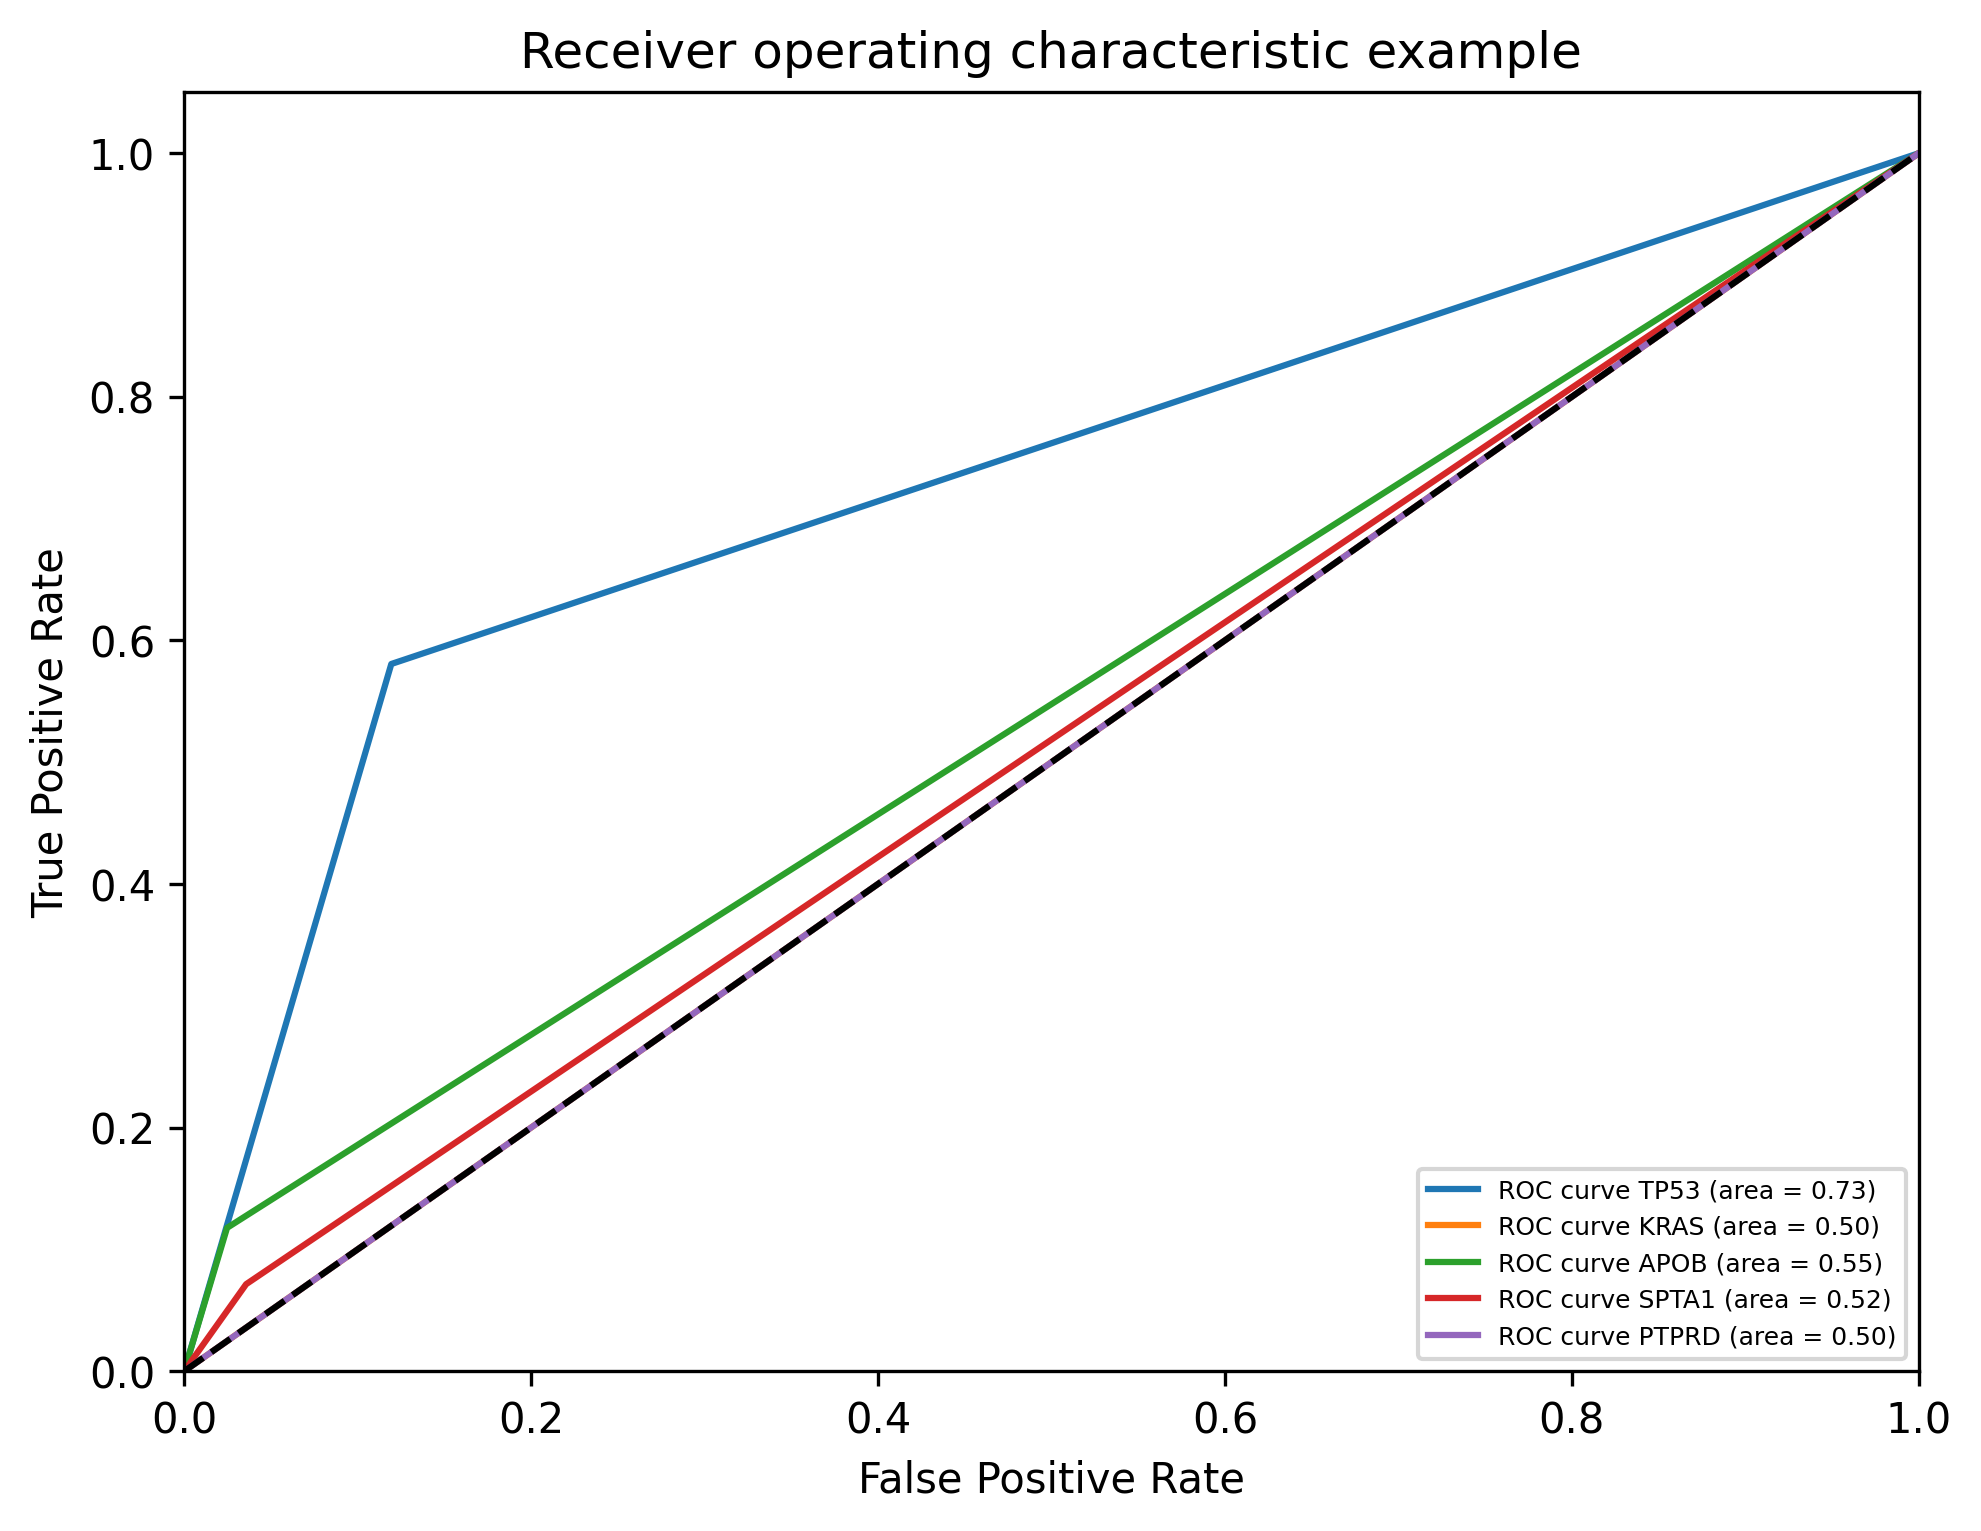 Receiver operating characteristic example
True Positive Rate
1.0
0.8
0.6
0.4
0.2
0.0
0.0 0.2 0.4 0.6 0.8 1.0
False Positive Rate
ROC curve TP53 (area = 0.73)
ROC curve KRAS (area = 0.50)
ROC curve APOB (area = 0.55)
ROC curve SPTA1 (area = 0.52)
ROC curve PTPRD (area = 0.50)